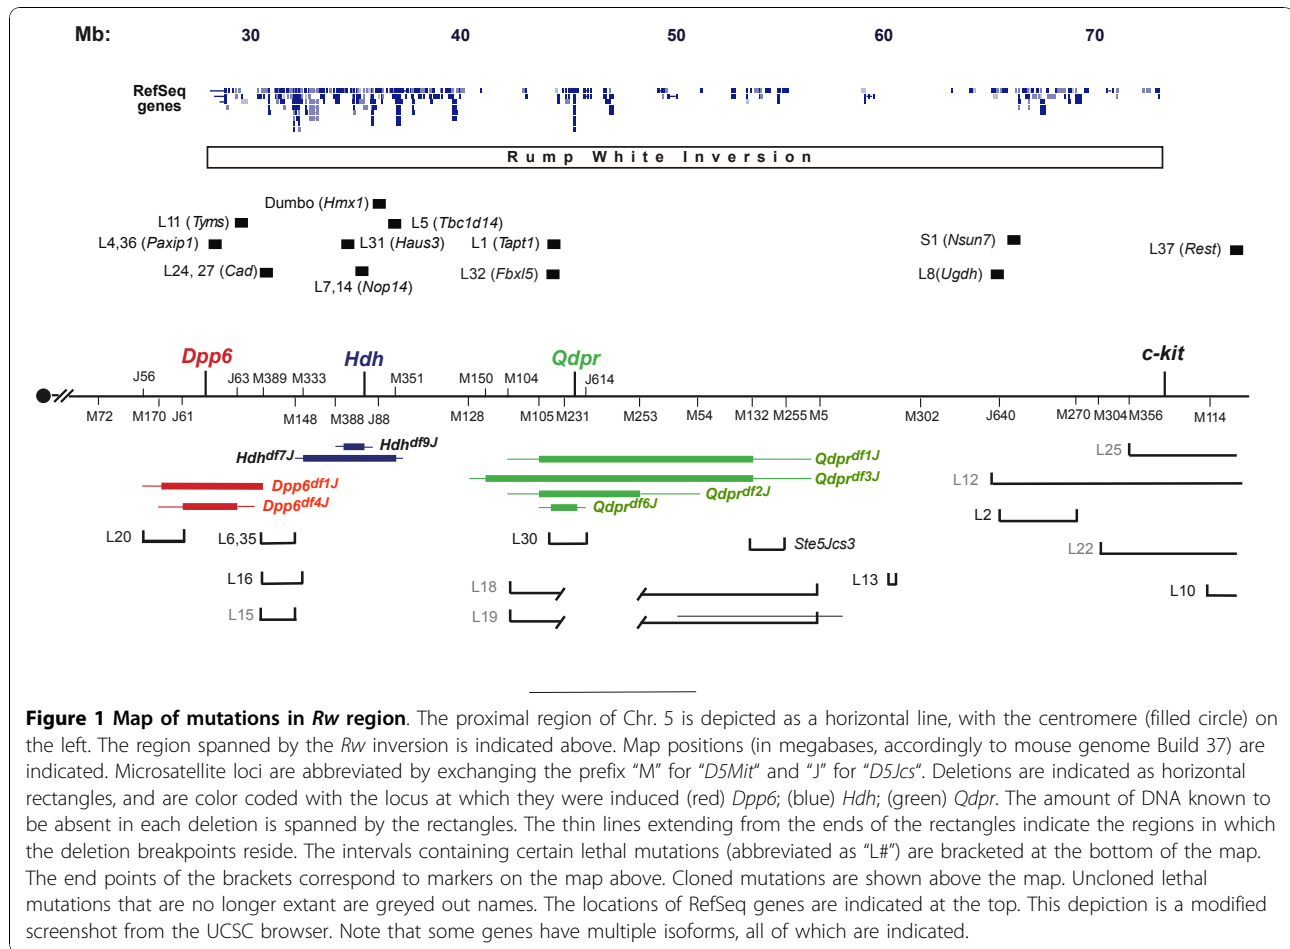 Mb: 30 40 50 60 70
RefSeq
genes
Rump White Inversion
Dumbo (Hmx1)
L11 (Tyms)
L5 (Tbc1d14)
L4,36 (Paxip1)
L31 (Haus3)
L1 (Tapt1)
S1 (Nsun7)
L37 (Rest)
L24, 27 (Cad)
L7,14 (Nop14)
L32 (Fbxl5)
L8(Ugdh)
Dpp6 Hdh Qdpr c-kit
J56 J63 M389 M333 M351 M150 M104 J614
M72 M170 J61 M148 M388 J88 M128 M105 M231 M253 M54 M132 M255 M5 M302 J640 M270 M304 M356 M114
Hdhdf9J
Hdhdf7J
Qdprdf1J
L25
Dpp6df1J
Qdprdf3J
L12
Dpp6df4J
Qdprdf2J
Qdprdf6J
L2
L20 L6,35 L30 Ste5Jcs3 L22
L16 L18 L13 L10
L15 L19
Figure 1 Map of mutations in Rw region. The proximal region of Chr. 5 is depicted as a horizontal line, with the centromere (filled circle) on
the left. The region spanned by the Rw inversion is indicated above. Map positions (in megabases, accordingly to mouse genome Build 37) are
indicated. Microsatellite loci are abbreviated by exchanging the prefix “M” for “D5Mit“ and “J” for “D5Jcs“. Deletions are indicated as horizontal
rectangles, and are color coded with the locus at which they were induced (red) Dpp6; (blue) Hdh; (green) Qdpr. The amount of DNA known to
be absent in each deletion is spanned by the rectangles. The thin lines extending from the ends of the rectangles indicate the regions in which
the deletion breakpoints reside. The intervals containing certain lethal mutations (abbreviated as “L#”) are bracketed at the bottom of the map.
The end points of the brackets correspond to markers on the map above. Cloned mutations are shown above the map. Uncloned lethal
mutations that are no longer extant are greyed out names. The locations of RefSeq genes are indicated at the top. This depiction is a modified
screenshot from the UCSC browser. Note that some genes have multiple isoforms, all of which are indicated.